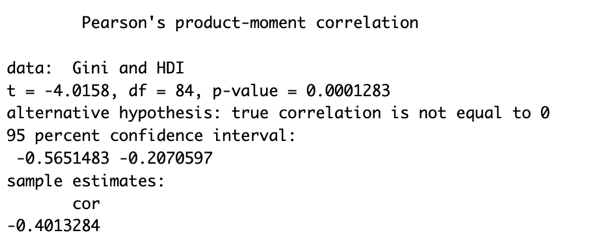 Pearson's product-moment correlation
data:  Gini and HDI
t = -4.0158, df = 84, p-value = 0.0001283
alternative hypothesis: true correlation is not equal to 0
95 percent confidence interval:
-0.5651483 -0.2070597
sample estimates:
cor
-0.4013284